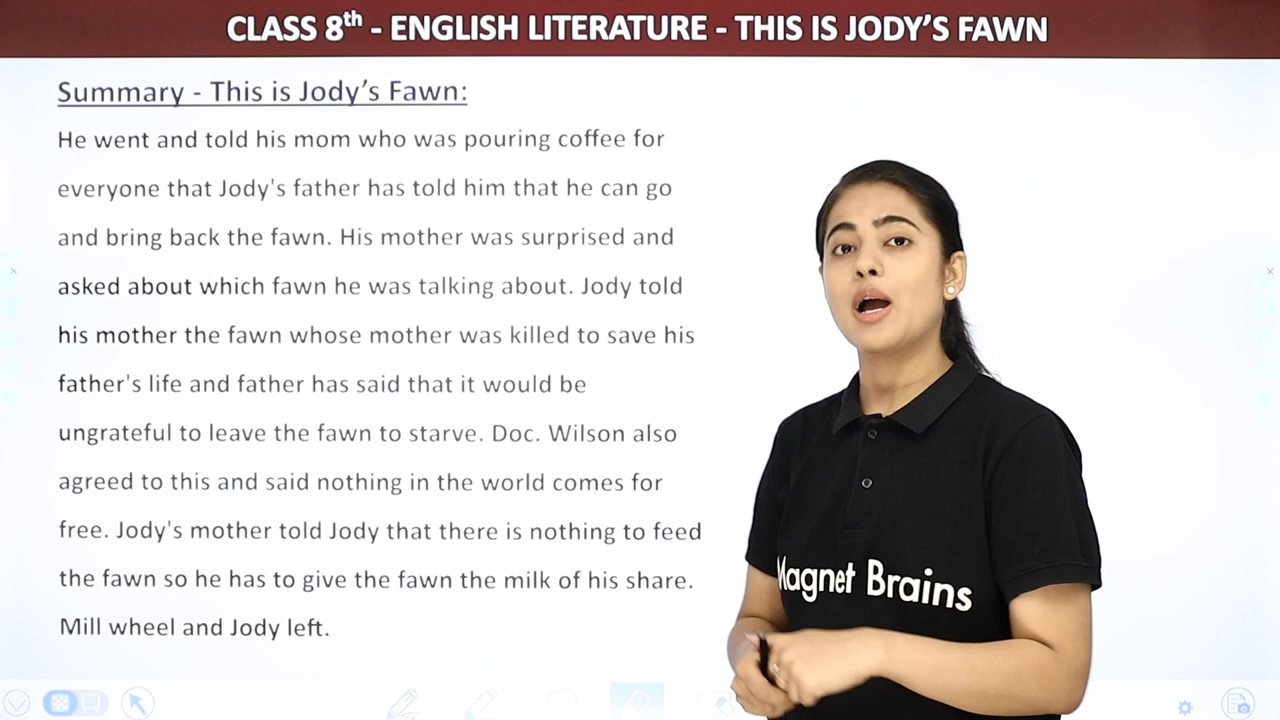 CLASS 8th - ENGLISH LITERATURE - THIS IS JODY'S FAWN
Summary - This is Jody's Fawn:
He went and told his mom who was pouring coffee for
everyone that Jody's father has told him that he can go
and bring back the fawn. His mother was surprised and
asked about which fawn he was talking about. Jody told
his mother the fawn whose mother was killed to save his
father's life and father has said that it would be
ungrateful to leave the fawn to starve. Doc. Wilson also
agreed to this and said nothing in the world comes for
free. Jody's mother told Jody that there is nothing to feed
the fawn so he has to give the fawn the milk of his share.
Mill wheel and Jody left.
Magnet Brains